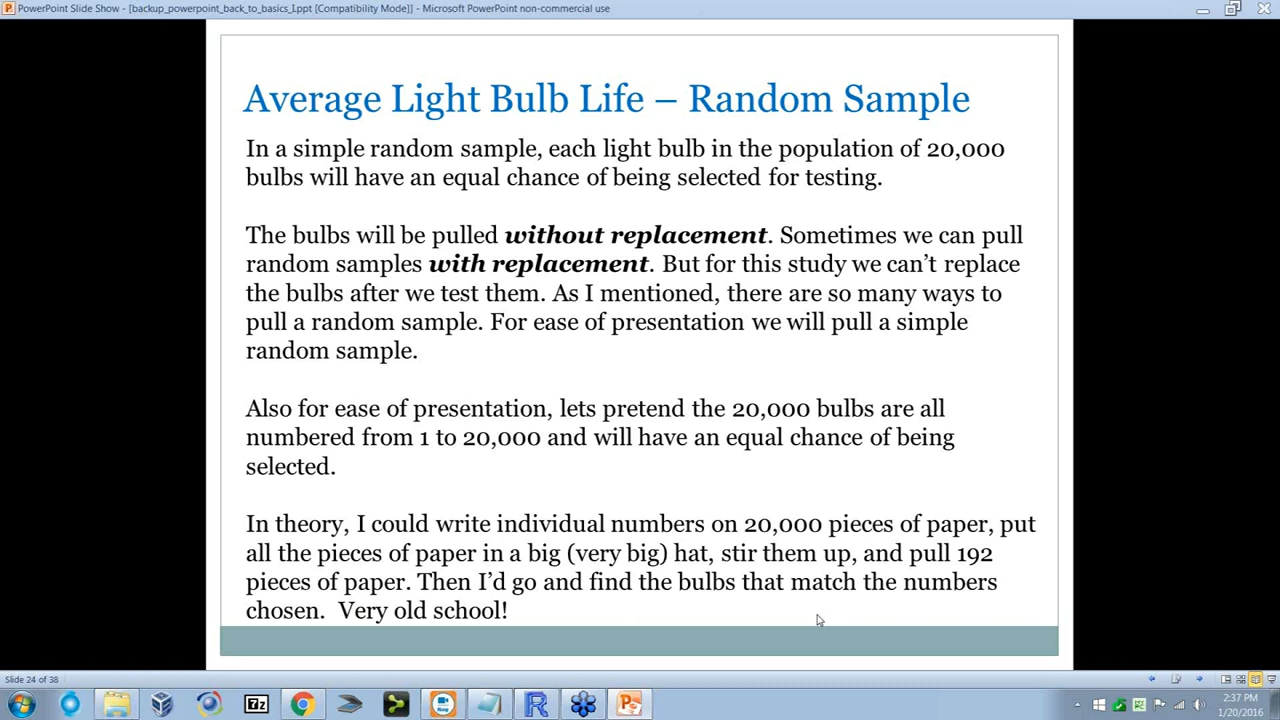 PowerPoint Slide Show - [backup_powerpoint_back_to_basics_I.ppt [Compatibility Mode]] - Microsoft PowerPoint non-commercial use
Average Light Bulb Life – Random Sample
In a simple random sample, each light bulb in the population of 20,000
bulbs will have an equal chance of being selected for testing.
The bulbs will be pulled without replacement. Sometimes we can pull
random samples with replacement. But for this study we can't replace
the bulbs after we test them. As I mentioned, there are so many ways to
pull a random sample. For ease of presentation we will pull a simple
random sample.
Also for ease of presentation, lets pretend the 20,000 bulbs are all
numbered from 1 to 20,000 and will have an equal chance of being
selected.
In theory, I could write individual numbers on 20,000 pieces of paper, put
all the pieces of paper in a big (very big) hat, stir them up, and pull 192
pieces of paper. Then I'd go and find the bulbs that match the numbers
chosen.  Very old school!
Slide 24 of 38
7z
2:37 PM
1/20/2016